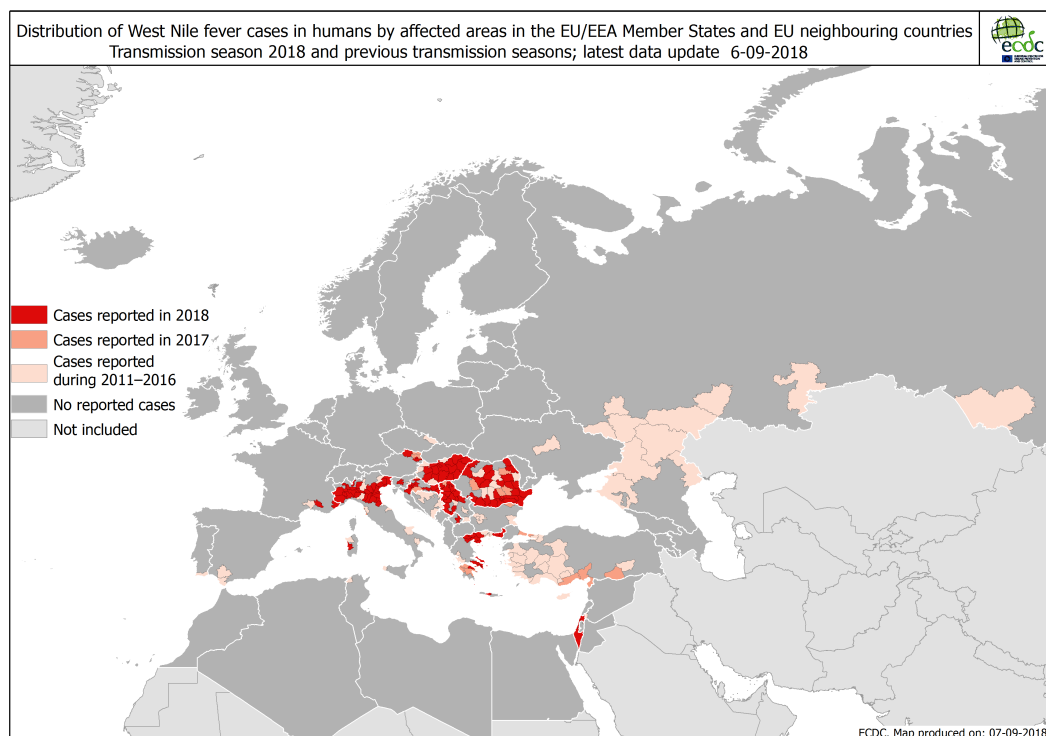 Distribution of West Nile fever cases in humans by affected areas in the EU/EEA Member States and EU neighbouring countries
Transmission season 2018 and previous transmission seasons; latest data update 6-09-2018
ecdc
Cases reported in 2018
Cases reported in 2017
Cases reported
during 2011–2016
No reported cases
Not included
ECDC. Map produced on: 07-09-2018